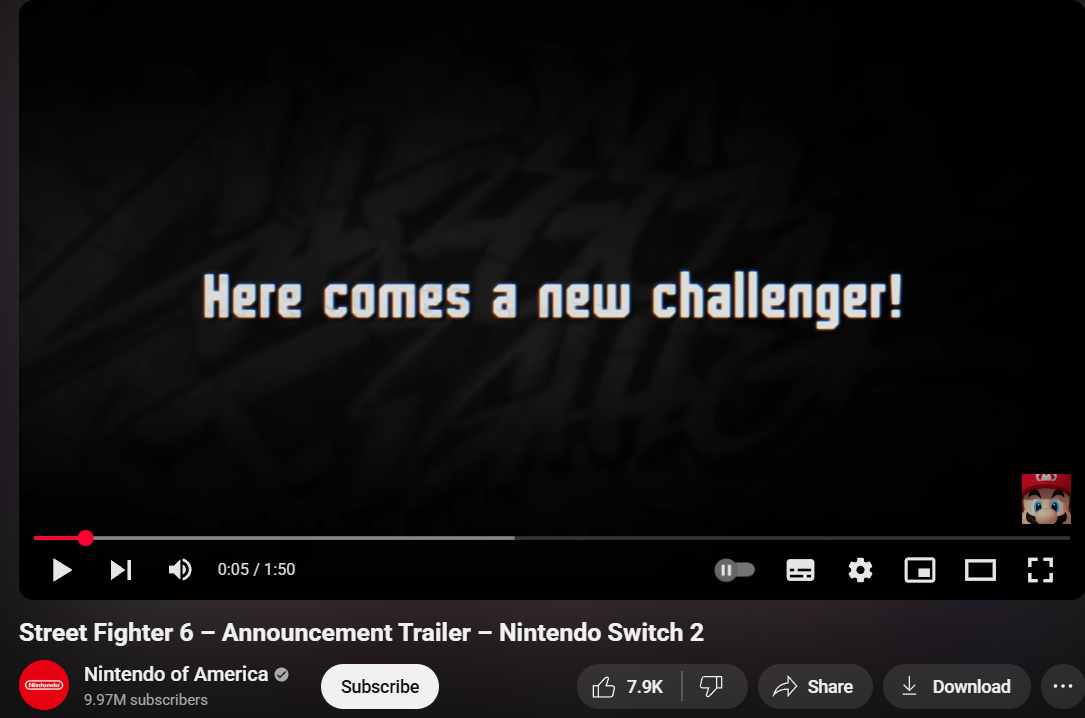 Here comes a new challenger!
M
0:05 / 1:50
Street Fighter 6 – Announcement Trailer – Nintendo Switch 2
Nintendo
Nintendo of America
9.97M subscribers
Subscribe
7.9K
Share
Download